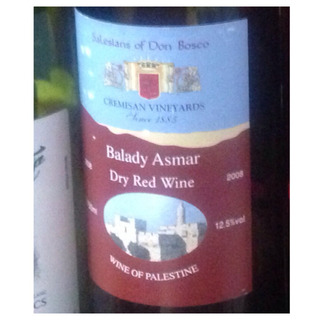 Salesians of Don Bosco
CREMISAN VINEYARDS
Since 1885
Balady Asmar
Dry Red Wine
2008
12,5%vol
WINE OF PALESTINE